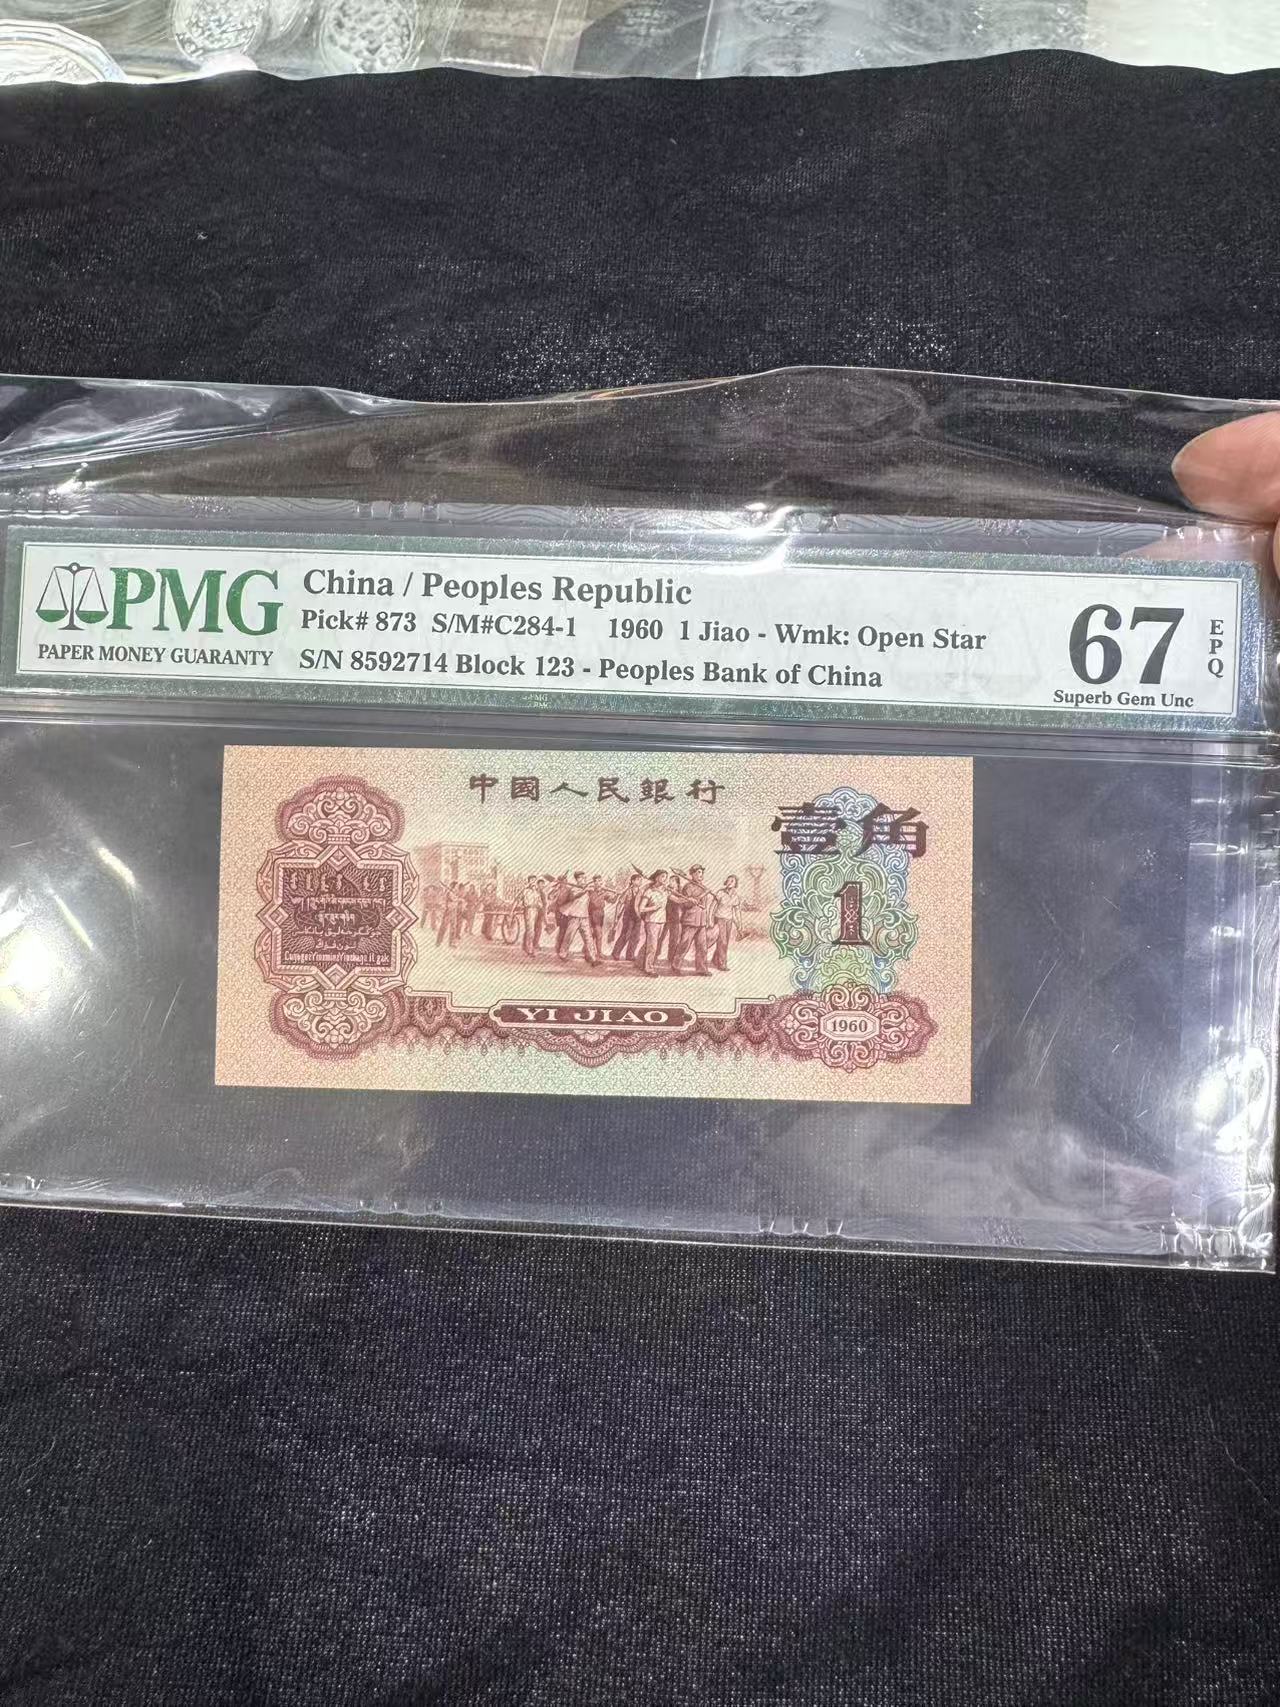 PMG
PAPER MONEY GUARANTY
China / Peoples Republic
Pick# 873 S/M#C284-1 1960 1 Jiao - Wmk: Open Star
S/N 8592714 Block 123 - Peoples Bank of China
67
EPQ
Superb Gem Unc
中國人民銀行
壹角
1
YI JIAO
1960